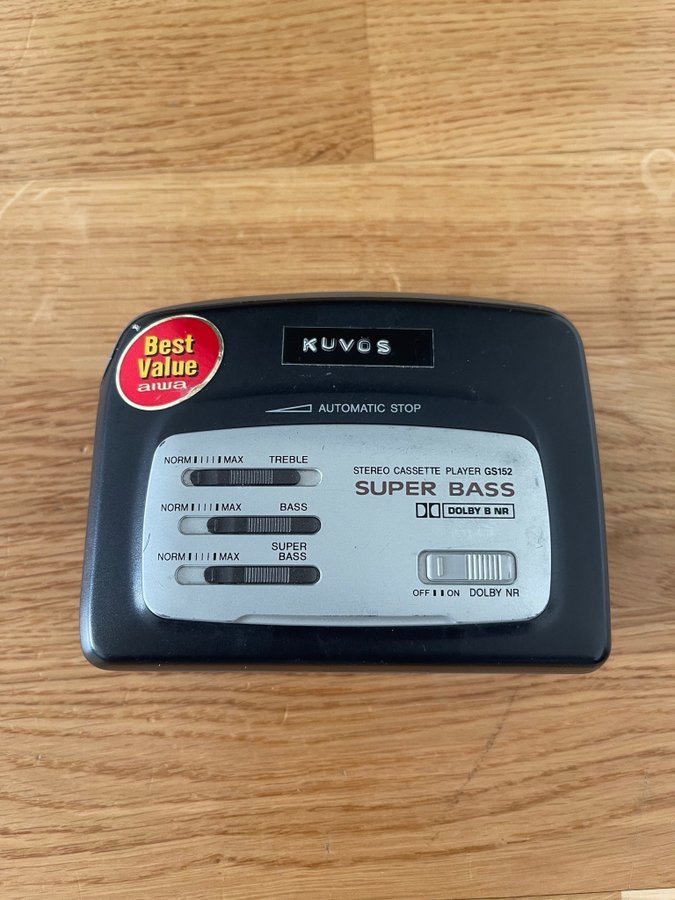 Best
Value
aiwa
KUVōS
AUTOMATIC STOP
STEREO CASSETTE PLAYER GS152
SUPER BASS
DOLBY B NR
NORM MAX TREBLE
NORM MAX BASS
NORM MAX SUPER
BASS
OFF ON DOLBY NR